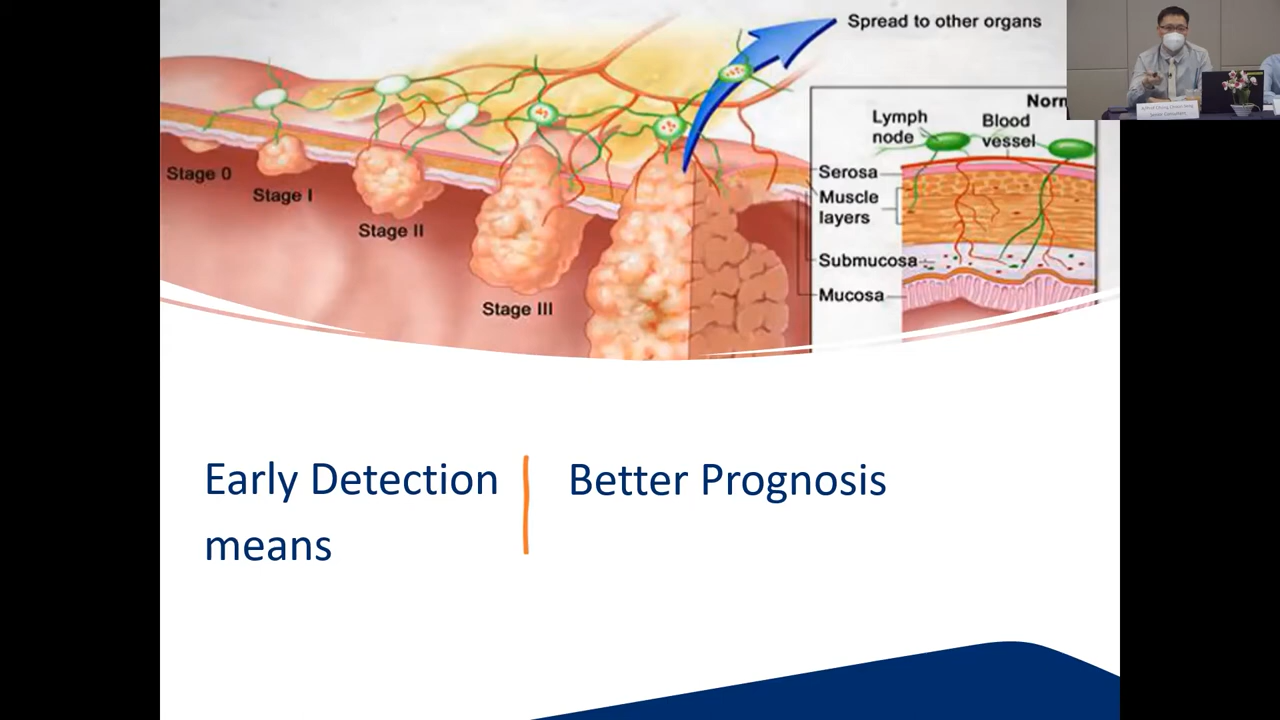 Spread to other organs
Norm
Lymph
node
Blood
vessel
Serosa
Muscle
layers
Submucosa
Mucosa
Stage 0
Stage I
Stage II
Stage III
Early Detection
means
Better Prognosis